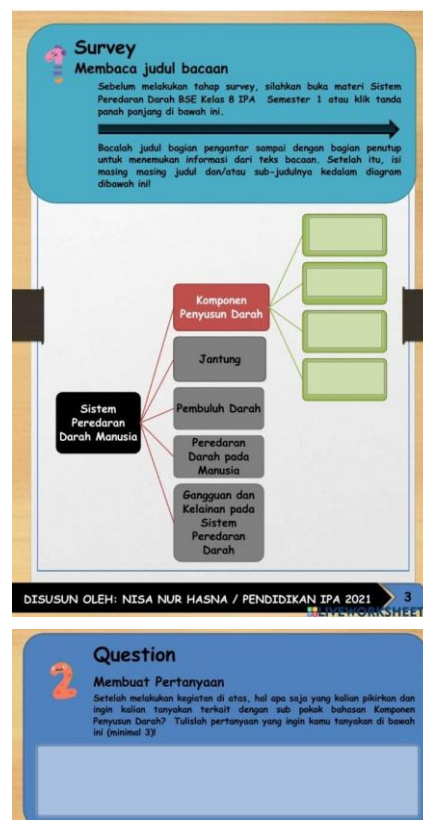 Survey
Membaca judul bacaan
Sebelum melakukan tahap survey, silahkan buka materi Sistem
Peredaran Darah BSE Kelas 8 IPA Semester 1 atau klik tanda
panah panjang di bawah ini.
Bacalah judul bagian pengantar sampai dengan bagian penutup
untuk menemukan informasi dari teks bacaan. Setelah itu, isi
masing masing judul dan/atau sub-judulnya kedalam diagram
dibawah ini!
Komponen
Penyusun Darah
Jantung
Pembuluh Darah
Sistem
Peredaran
Darah Manusia
Peredaran
Darah pada
Manusia
Gangguan dan
Kelainan pada
Sistem
Peredaran
Darah
DISUSUN OLEH: NISA NUR HASNA / PENDIDIKAN IPA 2021
3
LIVEWORKSHEET
Question
Membuat Pertanyaan
Setelah melakukan kegiatan di atas, hal apa saja yang kalian pikirkan dan
ingin kalian tanyakan terkait dengan sub pokok bahasan Komponen
Penyusun Darah? Tulislah pertanyaan yang ingin kamu tanyakan di bawah
ini (minimal 3)!